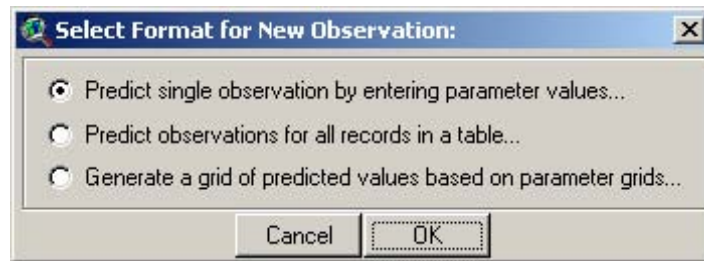 Select Format for New Observation:
Predict single observation by entering parameter values...
Predict observations for all records in a table...
Generate a grid of predicted values based on parameter grids...
Cancel OK